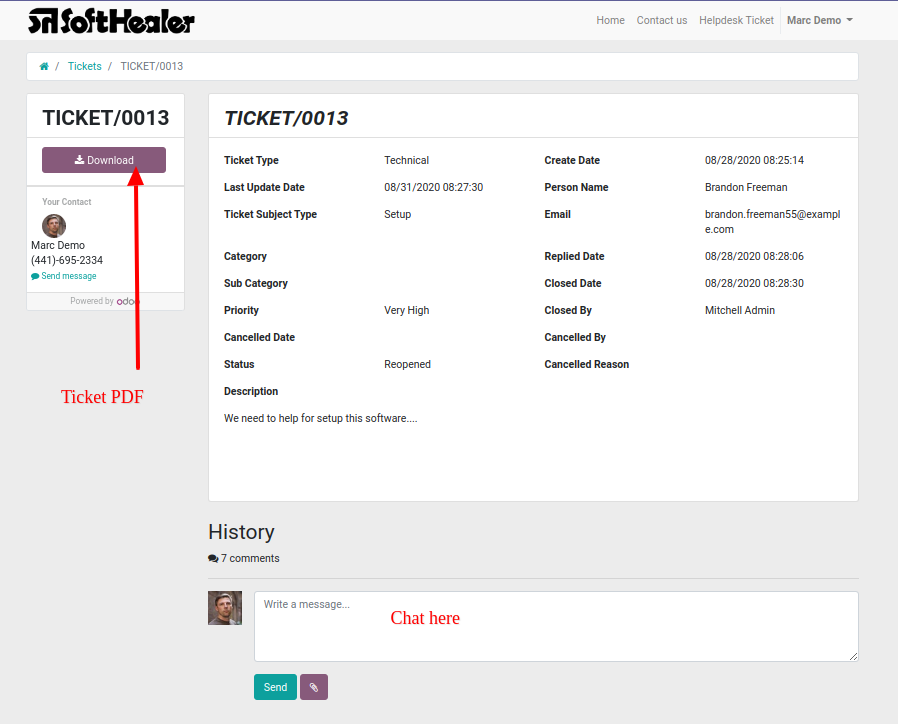 SoftHealer
Home Contact us Helpdesk Ticket Marc Demo
/ Tickets / TICKET/0013
TICKET/0013
Download
Your Contact
Marc Demo
(441)-695-2334
Send message
Powered by odoo
Ticket PDF
TICKET/0013
Ticket Type Technical Create Date 08/28/2020 08:25:14
Last Update Date 08/31/2020 08:27:30 Person Name Brandon Freeman
Ticket Subject Type Setup Email brandon.freeman55@exampl
e.com
Category Replied Date 08/28/2020 08:28:06
Sub Category Closed Date 08/28/2020 08:28:30
Priority Very High Closed By Mitchell Admin
Cancelled Date Cancelled By
Status Reopened Cancelled Reason
Description
We need to help for setup this software....
History
7 comments
Write a message...
Chat here
Send